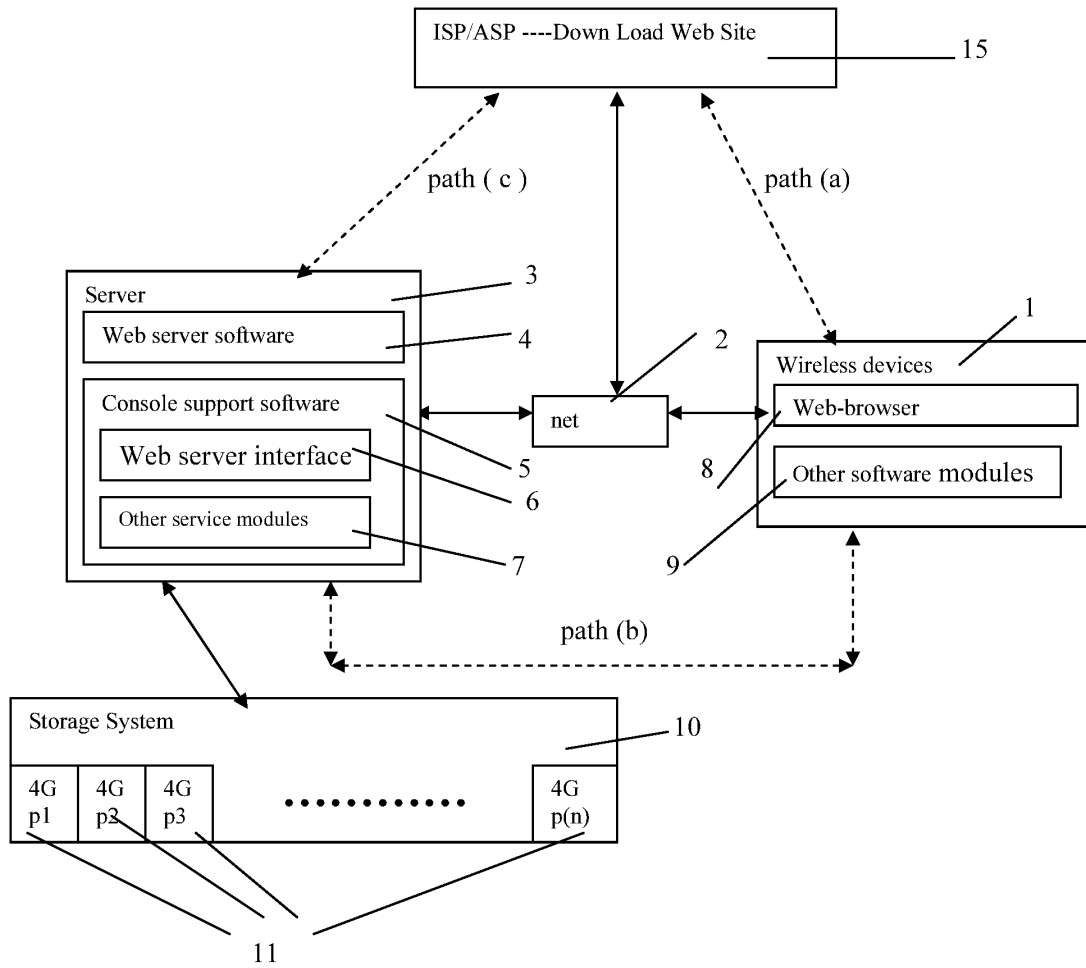 ISP/ASP ----Down Load Web Site
15
path ( c )
path (a)
Server
3
Web server software
4
Console support software
5
Web server interface
6
Other service modules
7
net
2
1
Wireless devices
Web-browser
8
Other software modules
9
path (b)
Storage System
10
4G
p1
4G
p2
4G
p3
............
4G
p(n)
11